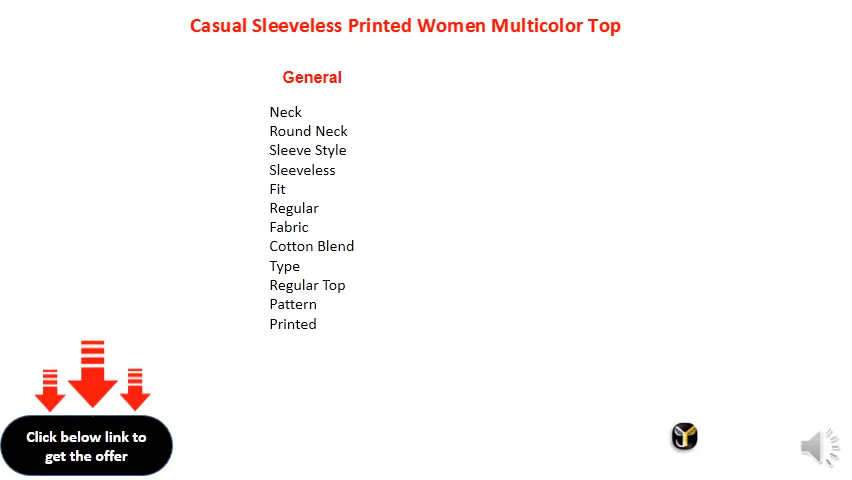 Casual Sleeveless Printed Women Multicolor Top
General
Neck
Round Neck
Sleeve Style
Sleeveless
Fit
Regular
Fabric
Cotton Blend
Type
Regular Top
Pattern
Printed
Click below link to
get the offer